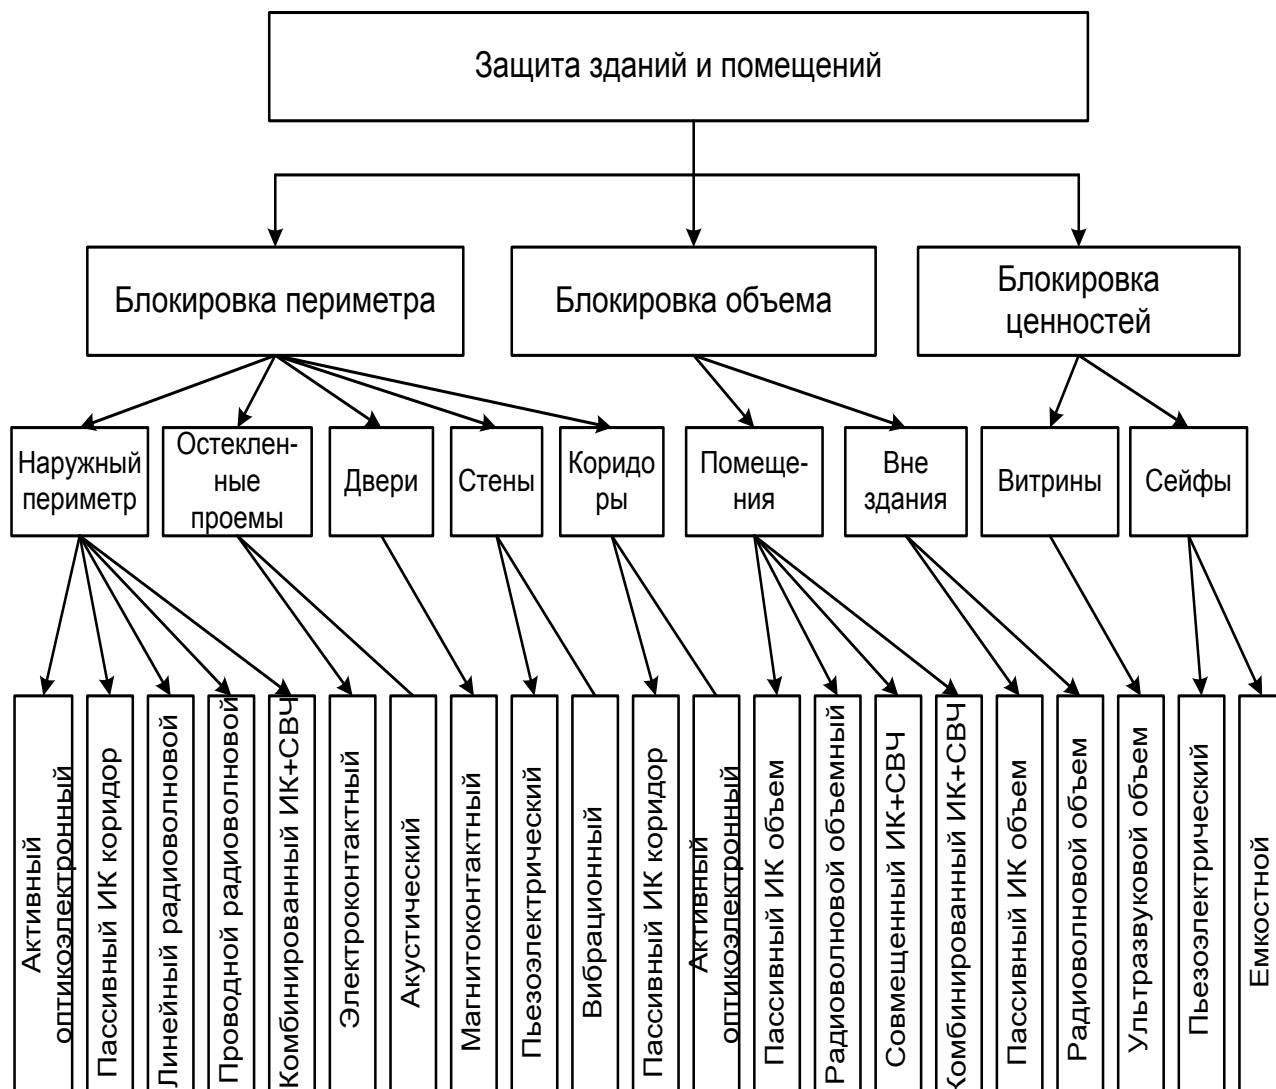 Защита зданий и помещений
Блокировка периметра
Блокировка объема
Блокировка
ценностей
Наружный
периметр
Остеклен-
ные
проемы
Двери
Стены
Коридо
ры
Помеще-
ния
Вне
здания
Витрины
Сейфы
Активный
оптикоэлектронный
Пассивный ИК коридор
Линейный радиоволновой
Проводной радиоволновой
Комбинированный ИК+СВЧ
Электроконтактный
Акустический
Магнитоконтактный
Пьезоэлектрический
Вибрационный
Пассивный ИК коридор
Активный
оптикоэлектронный
Пассивный ИК объем
Радиоволновой объемный
Совмещенный ИК+СВЧ
Комбинированный ИК+СВЧ
Пассивный ИК объем
Радиоволновой объем
Ультразвуковой объем
Пьезоэлектрический
Емкостной